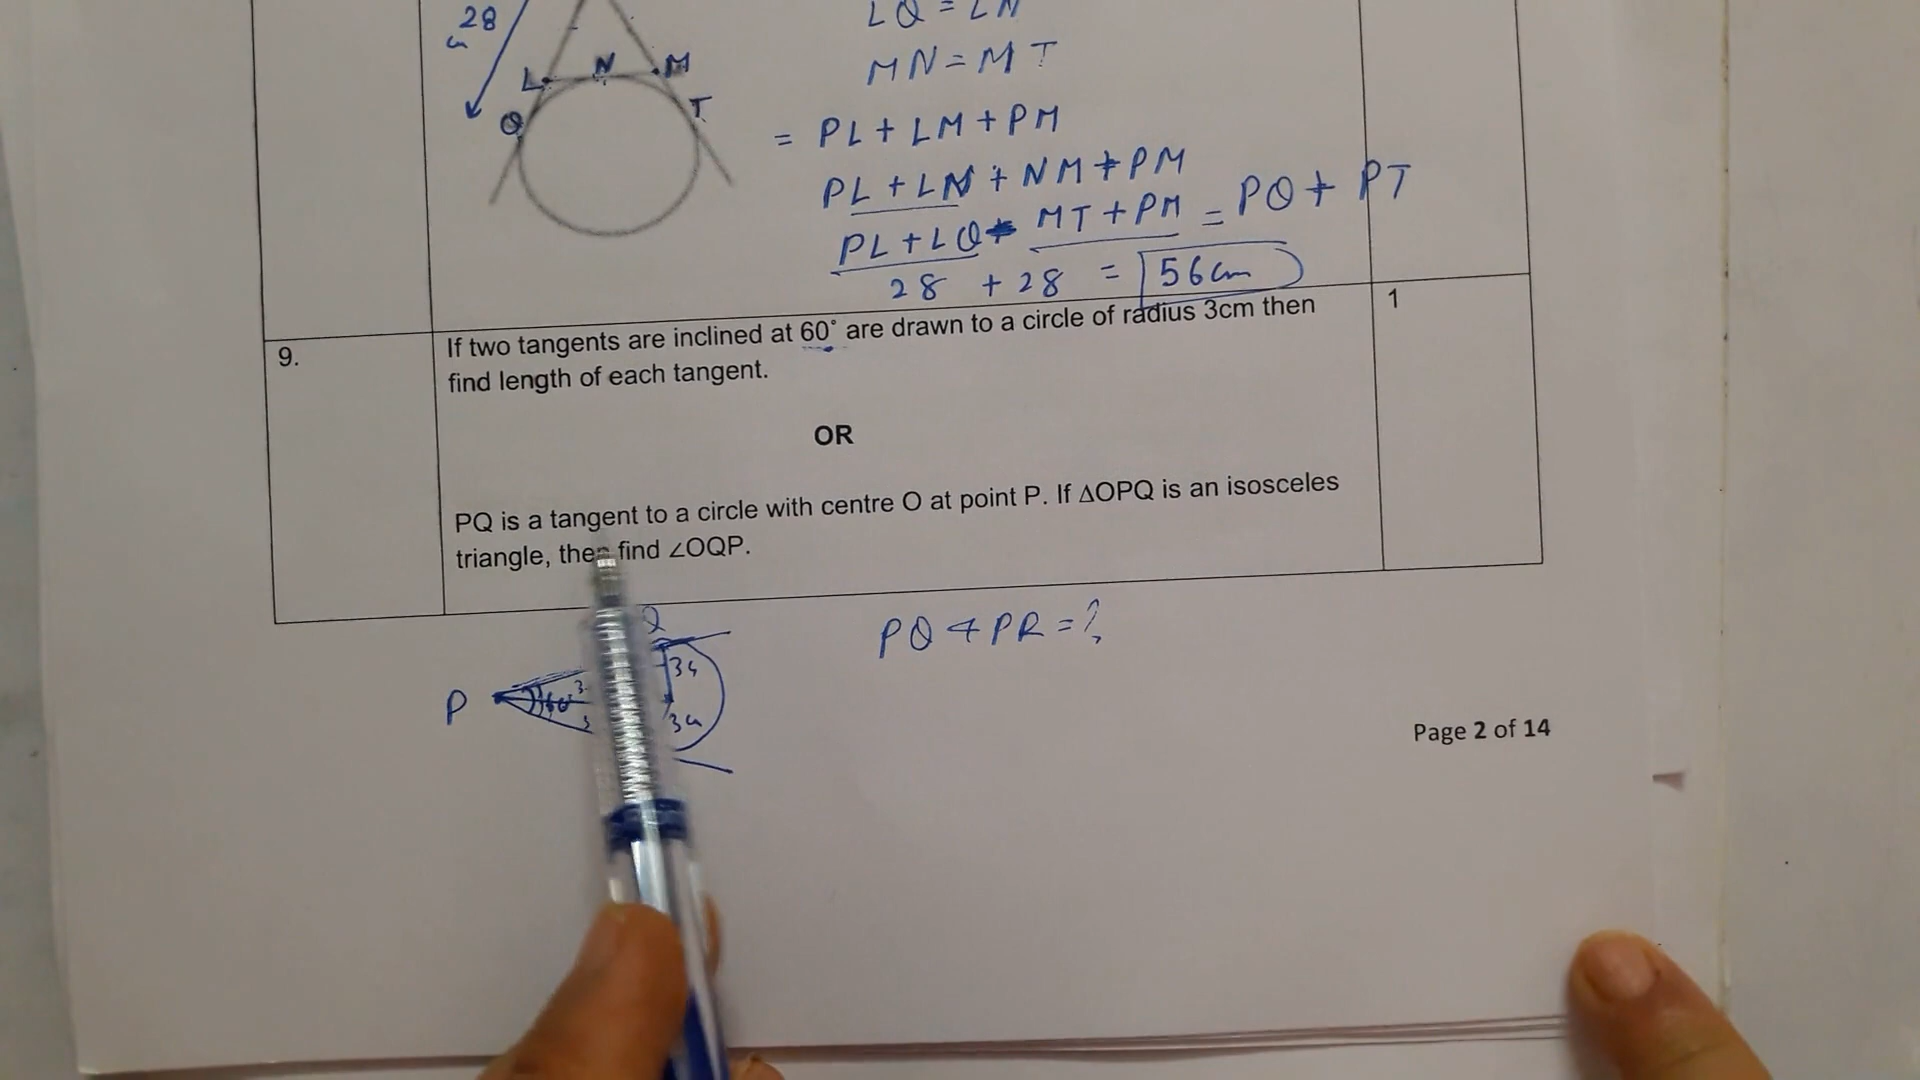 28
LQ = LN
MN = MT
L N M
Q T
= PL + LM + PM
PL + LN + NM + PM
PL + LQ + MT + PM = PQ + PT
28 + 28 = 56cm
9.
If two tangents are inclined at 60° are drawn to a circle of radius 3cm then
find length of each tangent.
1
OR
PQ is a tangent to a circle with centre O at point P. If ΔOPQ is an isosceles
triangle, then find ∠OQP.
Q
PQ & PR = ?
P
Page 2 of 14